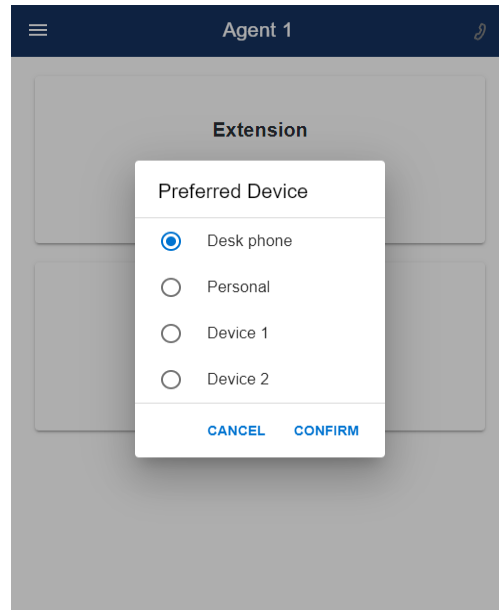 Agent 1
Extension
Preferred Device
Desk phone
Personal
Device 1
Device 2
CANCEL CONFIRM